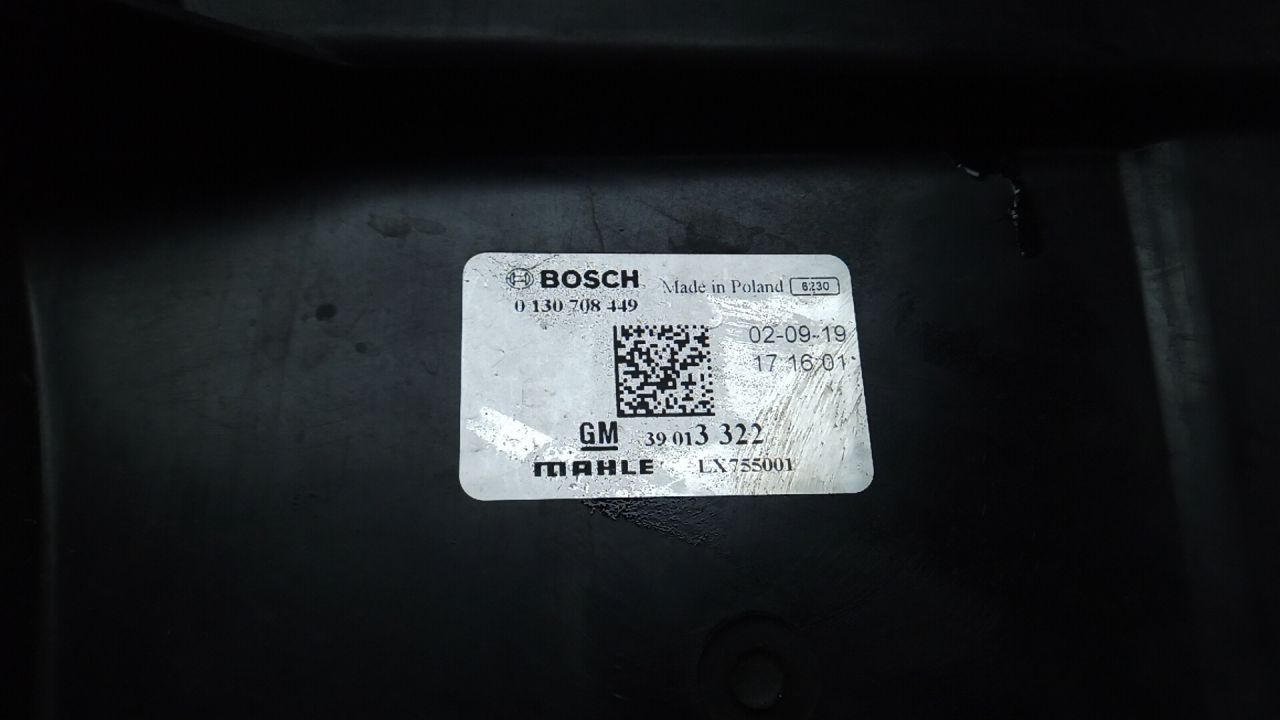 BOSCH Made in Poland 6230
0 130 708 449
02-09-19
17 16 01
GM 39 013 322
MAHLE LX755001